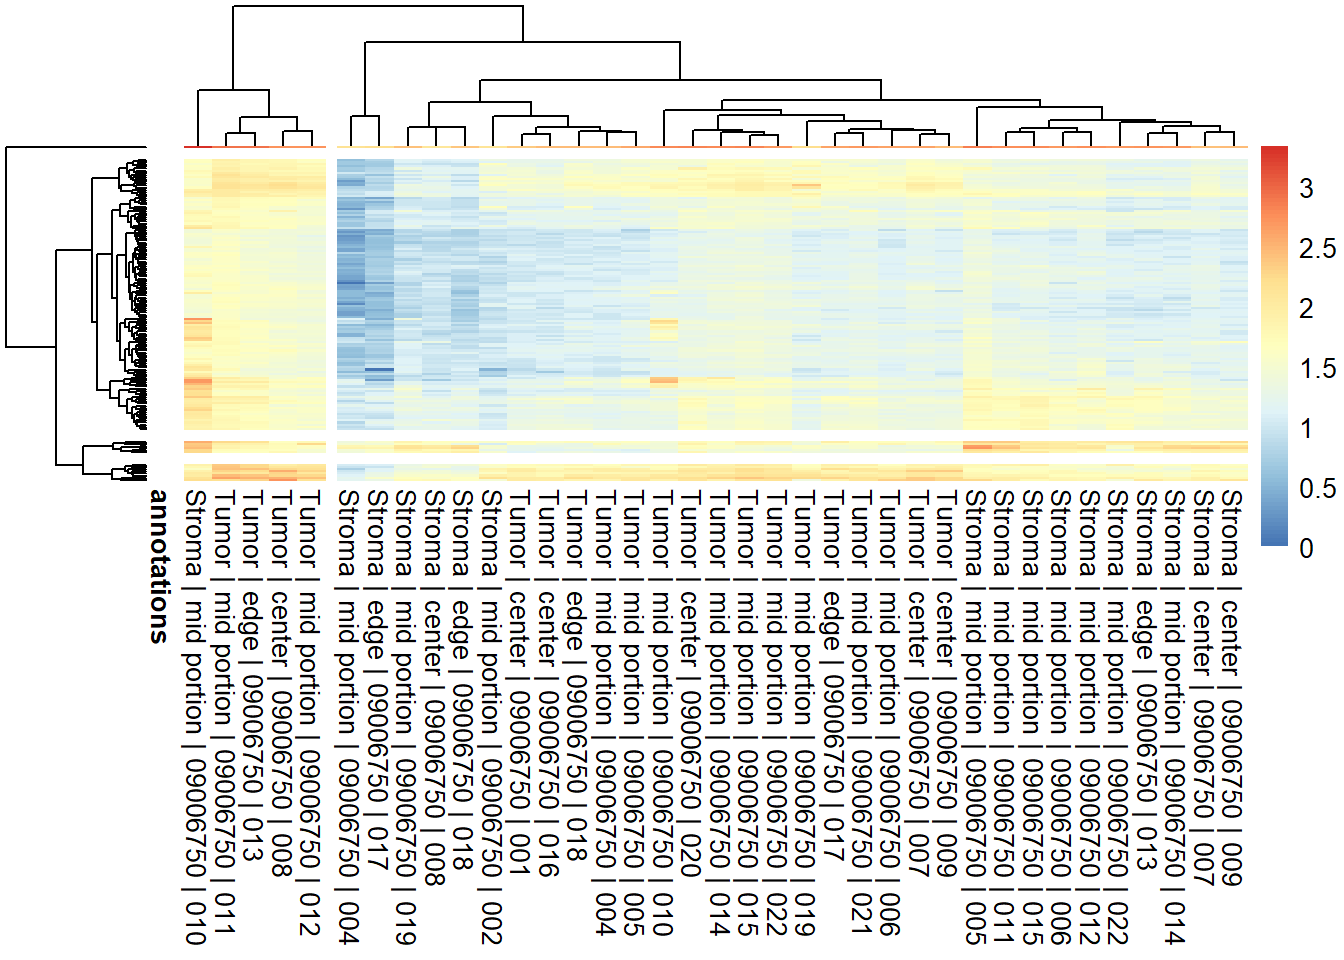 3
2.5
2
1.5
1
0.5
0
annotations
Stroma | mid portion | 09006750 | 010
Tumor | mid portion | 09006750 | 011
Tumor | edge | 09006750 | 013
Tumor | center | 09006750 | 008
Tumor | mid portion | 09006750 | 012
Stroma | mid portion | 09006750 | 004
Stroma | edge | 09006750 | 017
Stroma | mid portion | 09006750 | 019
Stroma | center | 09006750 | 008
Stroma | edge | 09006750 | 018
Stroma | mid portion | 09006750 | 002
Tumor | center | 09006750 | 001
Tumor | center | 09006750 | 016
Tumor | edge | 09006750 | 018
Tumor | mid portion | 09006750 | 004
Tumor | mid portion | 09006750 | 005
Tumor | mid portion | 09006750 | 010
Tumor | center | 09006750 | 020
Tumor | mid portion | 09006750 | 014
Tumor | mid portion | 09006750 | 015
Tumor | mid portion | 09006750 | 022
Tumor | mid portion | 09006750 | 019
Tumor | edge | 09006750 | 017
Tumor | mid portion | 09006750 | 021
Tumor | mid portion | 09006750 | 006
Tumor | center | 09006750 | 007
Tumor | center | 09006750 | 009
Stroma | mid portion | 09006750 | 005
Stroma | mid portion | 09006750 | 011
Stroma | mid portion | 09006750 | 015
Stroma | mid portion | 09006750 | 006
Stroma | mid portion | 09006750 | 012
Stroma | mid portion | 09006750 | 022
Stroma | edge | 09006750 | 013
Stroma | mid portion | 09006750 | 014
Stroma | center | 09006750 | 007
Stroma | center | 09006750 | 009